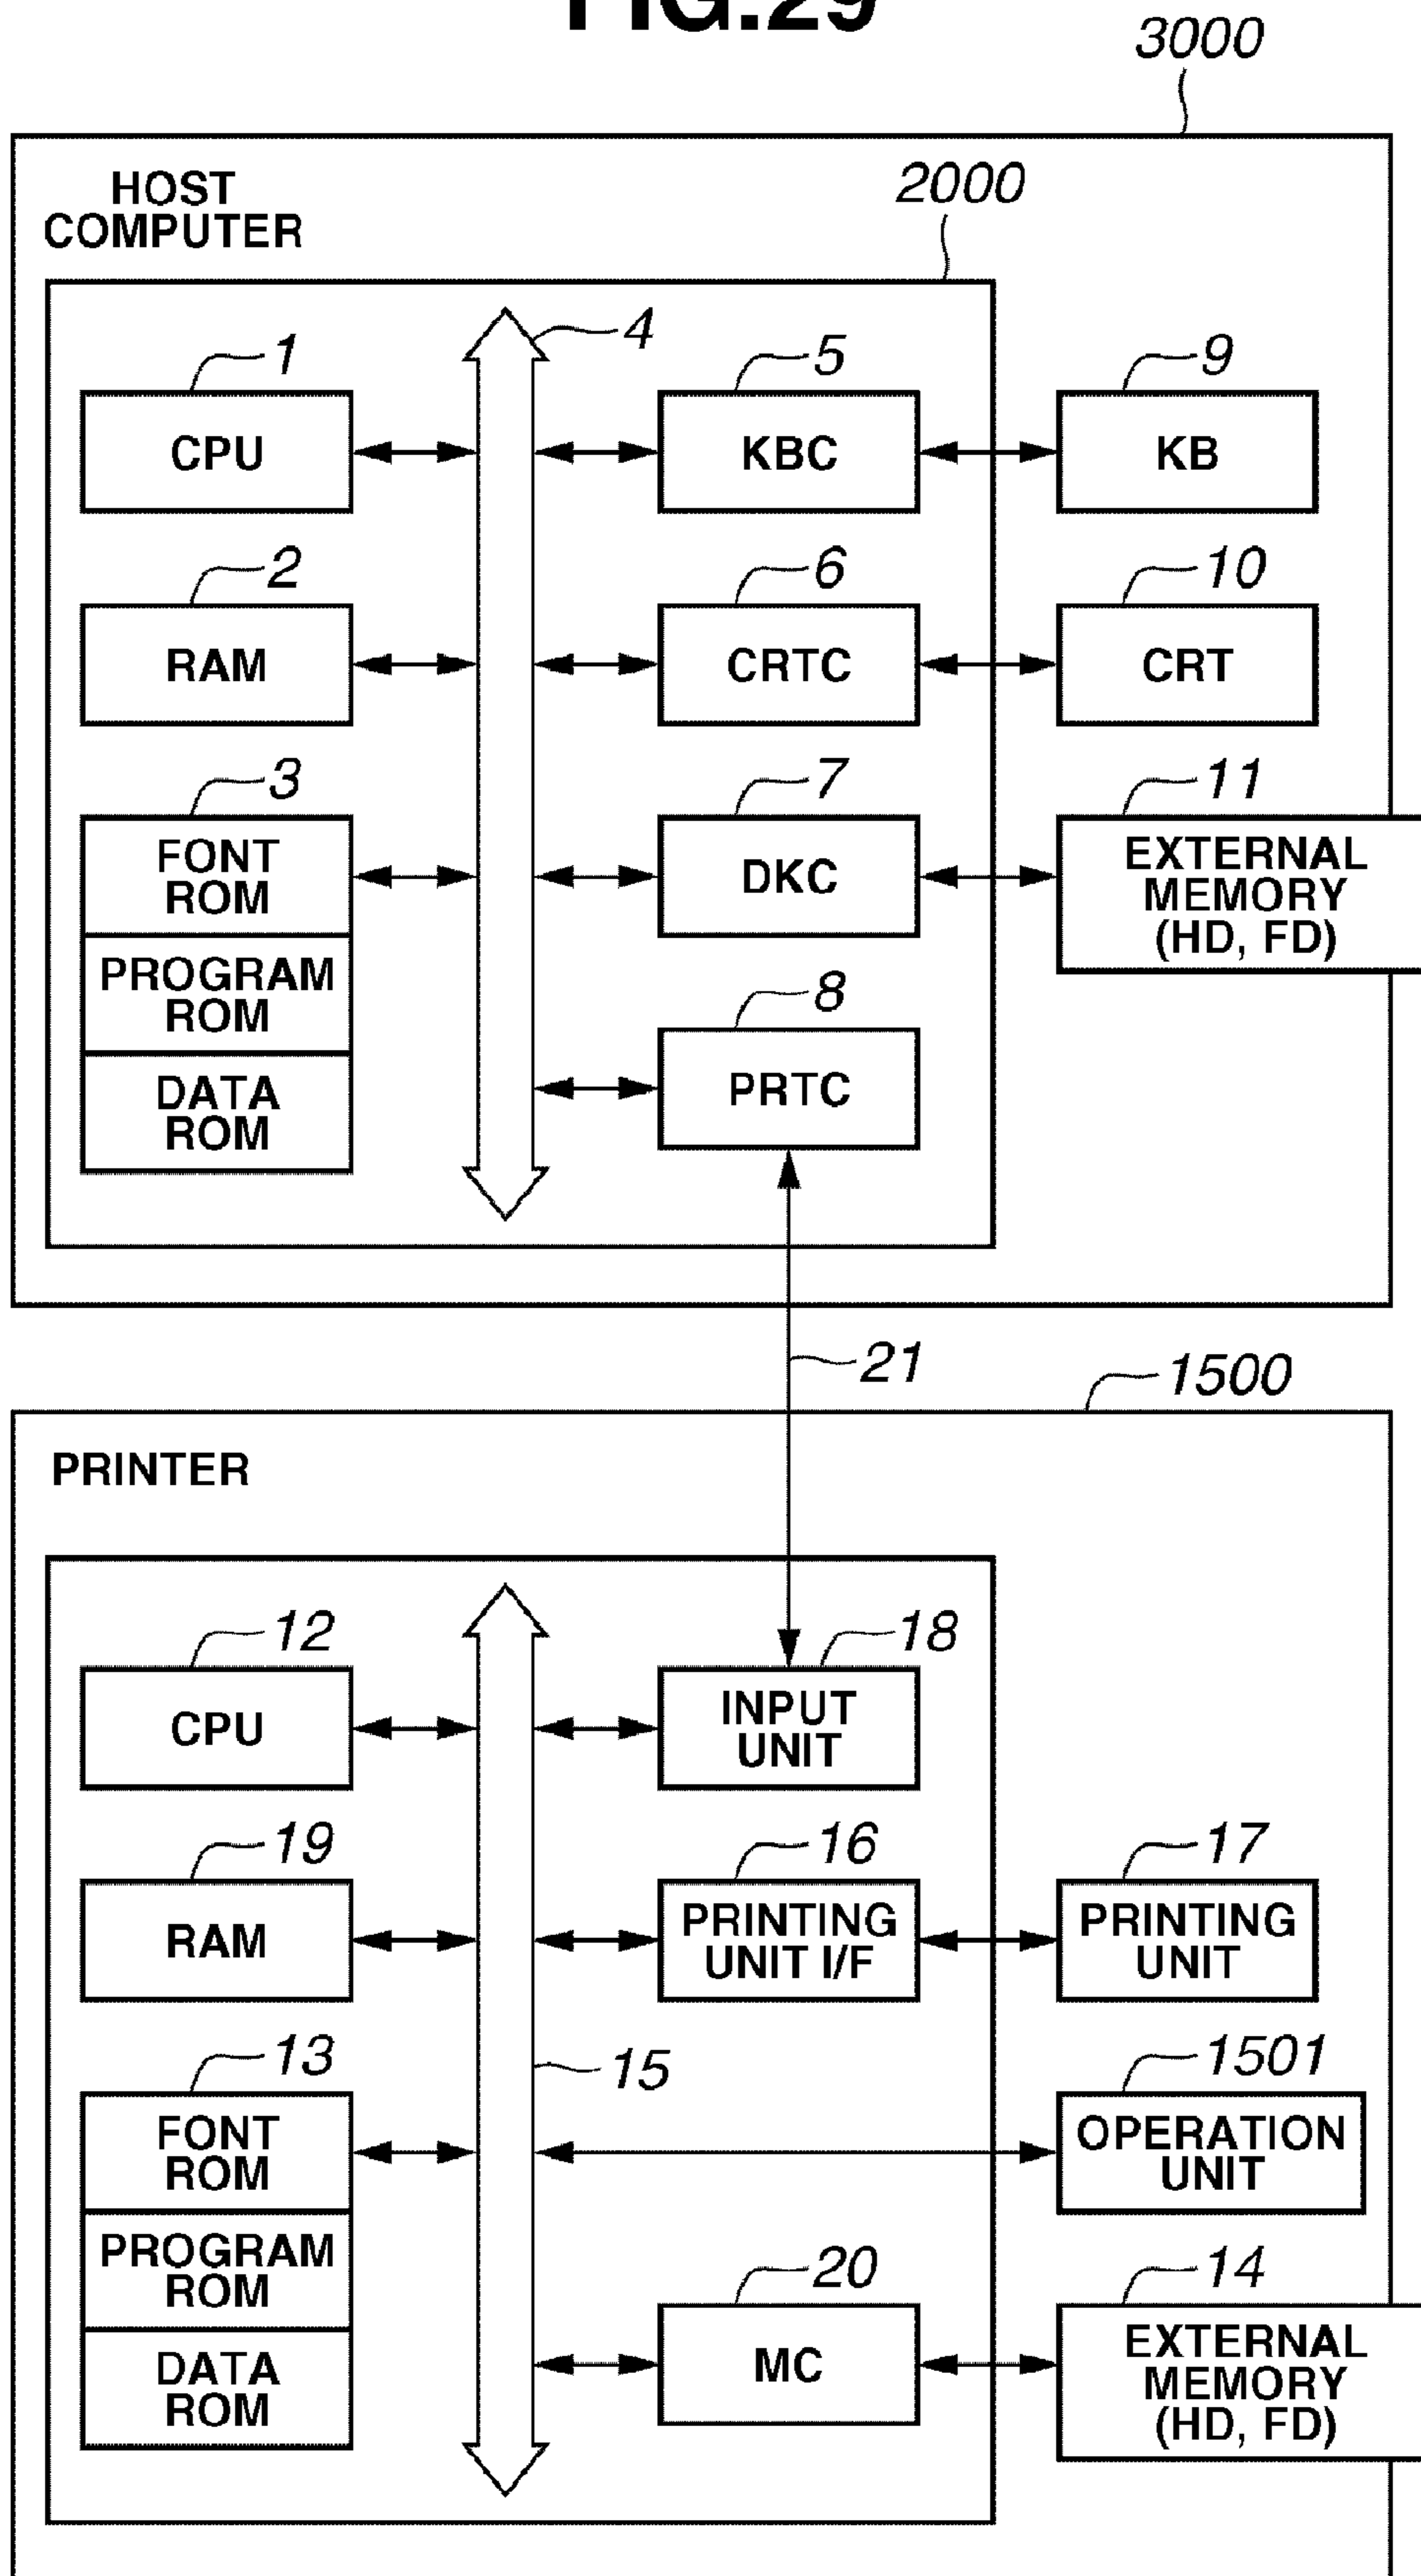 FIG.29
3000
HOST
COMPUTER
2000
4
1
CPU
5
KBC
9
KB
2
RAM
6
CRTC
10
CRT
3
FONT
ROM
PROGRAM
ROM
DATA
ROM
7
DKC
11
EXTERNAL
MEMORY
(HD, FD)
8
PRTC
21
1500
PRINTER
12
CPU
18
INPUT
UNIT
19
RAM
16
PRINTING
UNIT I/F
17
PRINTING
UNIT
15
13
FONT
ROM
PROGRAM
ROM
DATA
ROM
1501
OPERATION
UNIT
20
MC
14
EXTERNAL
MEMORY
(HD, FD)